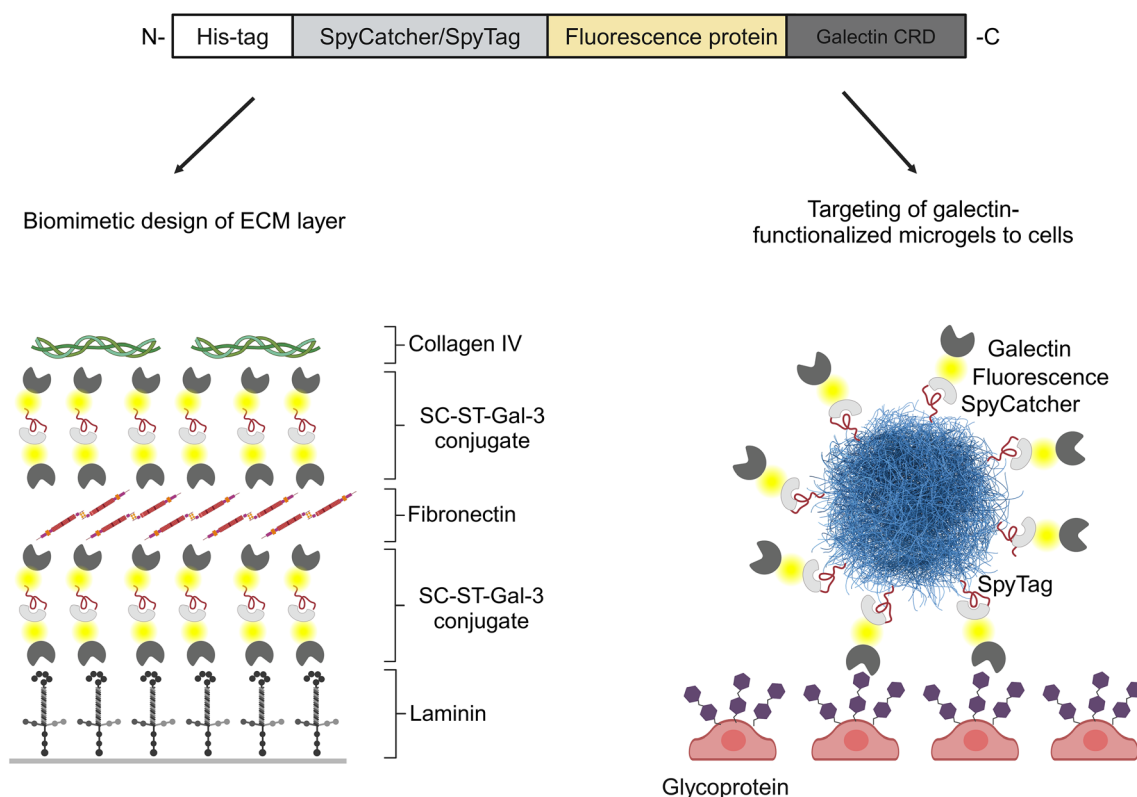 N- His-tag SpyCatcher/SpyTag Fluorescence protein Galectin CRD -C
Biomimetic design of ECM layer
Collagen IV
SC-ST-Gal-3
conjugate
Fibronectin
SC-ST-Gal-3
conjugate
Laminin
Targeting of galectin-
functionalized microgels to cells
Galectin
Fluorescence
SpyCatcher
SpyTag
Glycoprotein